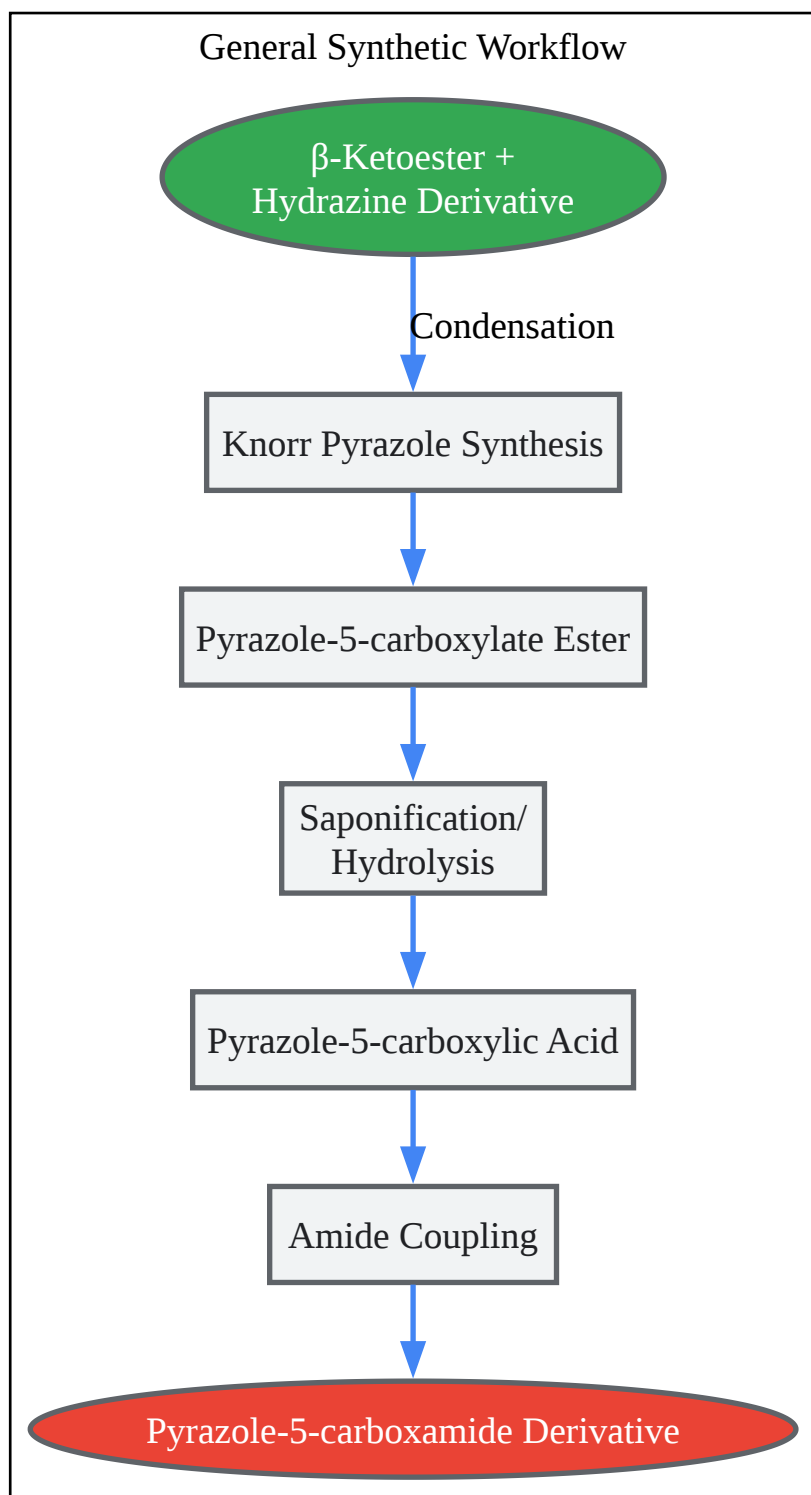 General Synthetic Workflow
β-Ketoester +
Hydrazine Derivative
Condensation
Knorr Pyrazole Synthesis
Pyrazole-5-carboxylate Ester
Saponification/
Hydrolysis
Pyrazole-5-carboxylic Acid
Amide Coupling
Pyrazole-5-carboxamide Derivative